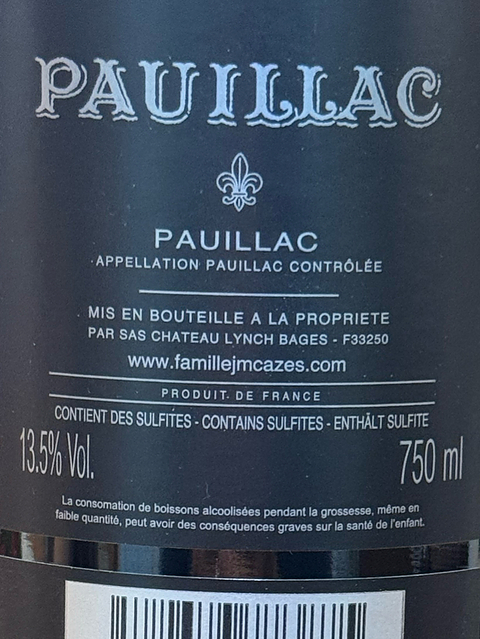 PAUILLAC
PAUILLAC
APPELLATION PAUILLAC CONTRÔLÉE
MIS EN BOUTEILLE A LA PROPRIETE
PAR SAS CHATEAU LYNCH BAGES - F33250
www.famillejmcazes.com
PRODUIT DE FRANCE
CONTIENT DES SULFITES - CONTAINS SULFITES - ENTHÄLT SULFITE
13.5% Vol. 750 ml
La consomation de boissons alcoolisées pendant la grossesse, même en
faible quantité, peut avoir des conséquences graves sur la santé de l'enfant.